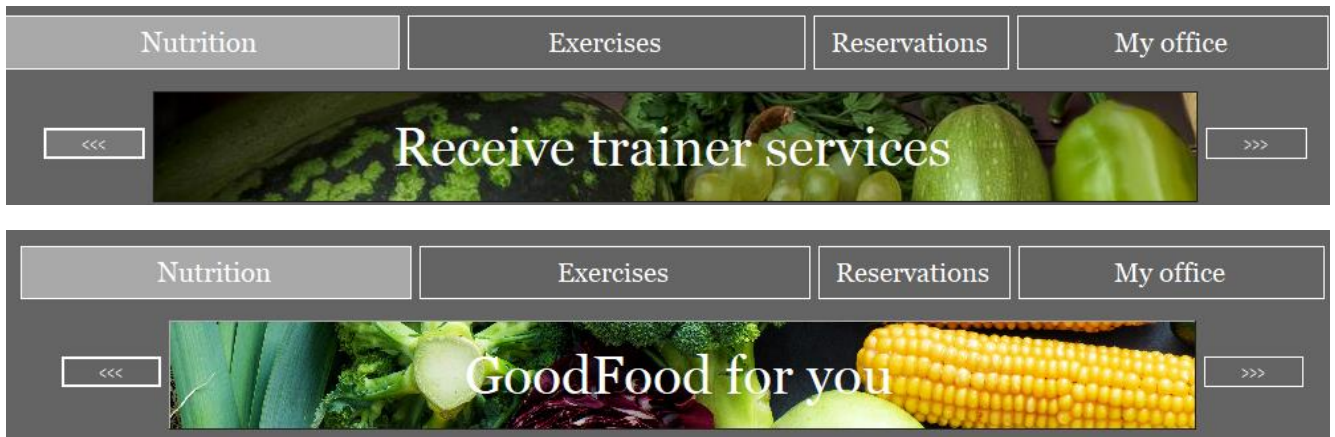 Nutrition Exercises Reservations My office
<<< Receive trainer services >>>
Nutrition Exercises Reservations My office
<<< GoodFood for you >>>